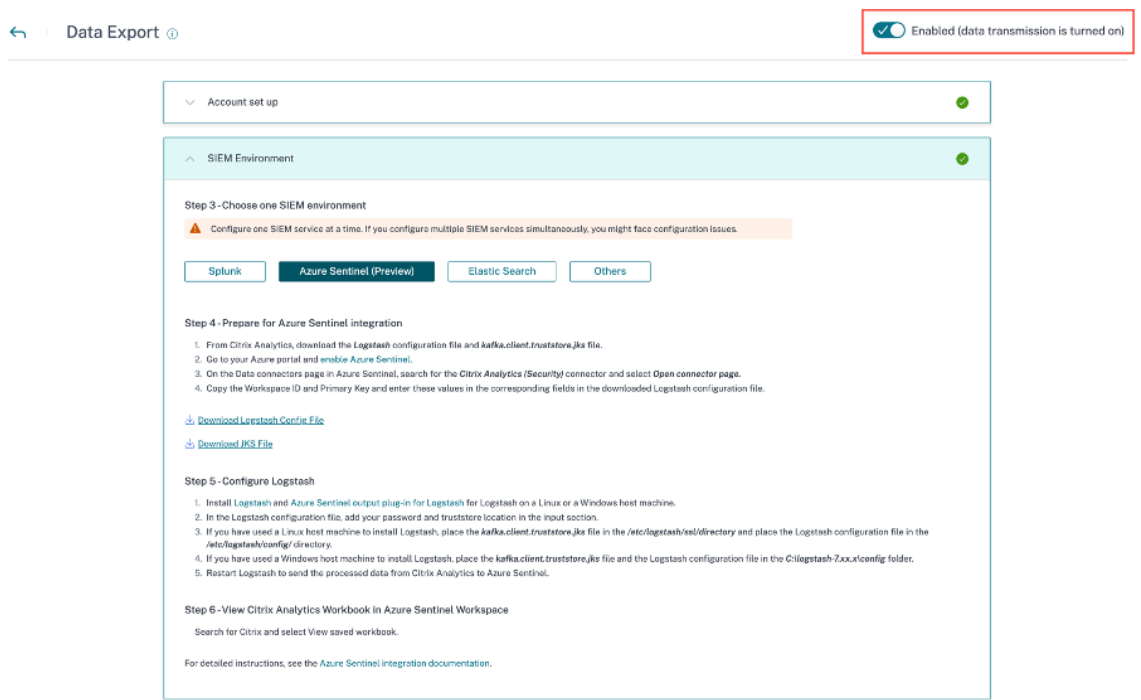 Data Export
Enabled (data transmission is turned on)
Account set up
SIEM Environment
Step 3 - Choose one SIEM environment
Configure one SIEM service at a time. If you configure multiple SIEM services simultaneously, you might face configuration issues.
Splunk
Azure Sentinel (Preview)
Elastic Search
Others
Step 4 - Prepare for Azure Sentinel integration
1. From Citrix Analytics, download the Logstash configuration file and kafka.client.truststore.jks file.
2. Go to your Azure portal and enable Azure Sentinel.
3. On the Data connectors page in Azure Sentinel, search for the Citrix Analytics (Security) connector and select Open connector page.
4. Copy the Workspace ID and Primary Key and enter these values in the corresponding fields in the downloaded Logstash configuration file.
Download Logstash Config File
Download JKS File
Step 5 - Configure Logstash
1. Install Logstash and Azure Sentinel output plug-in for Logstash for Logstash on a Linux or a Windows host machine.
2. In the Logstash configuration file, add your password and truststore location in the input section.
3. If you have used a Linux host machine to install Logstash, place the kafka.client.truststore.jks file in the /etc/logstash/ssl/directory and place the Logstash configuration file in the
/etc/logstash/config/ directory.
4. If you have used a Windows host machine to install Logstash, place the kafka.client.truststore.jks file and the Logstash configuration file in the C:\logstash-7.xx.x\config folder.
5. Restart Logstash to send the processed data from Citrix Analytics to Azure Sentinel.
Step 6 - View Citrix Analytics Workbook in Azure Sentinel Workspace
Search for Citrix and select View saved workbook.
For detailed instructions, see the Azure Sentinel integration documentation.